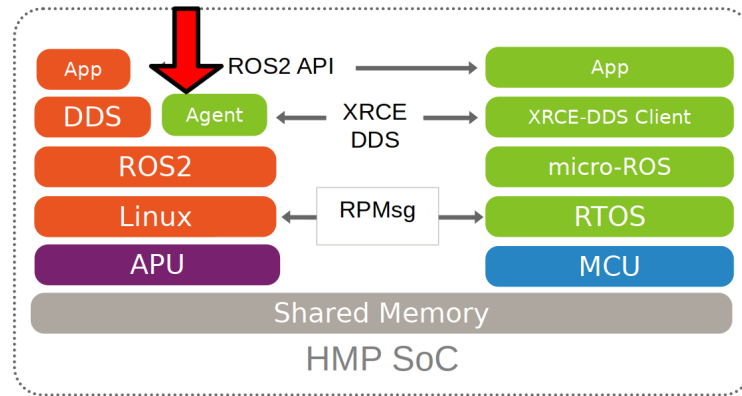 App
ROS2 API
App
DDS
Agent
XRCE
DDS
XRCE-DDS Client
ROS2
micro-ROS
Linux
RPMsg
RTOS
APU
MCU
Shared Memory
HMP SoC